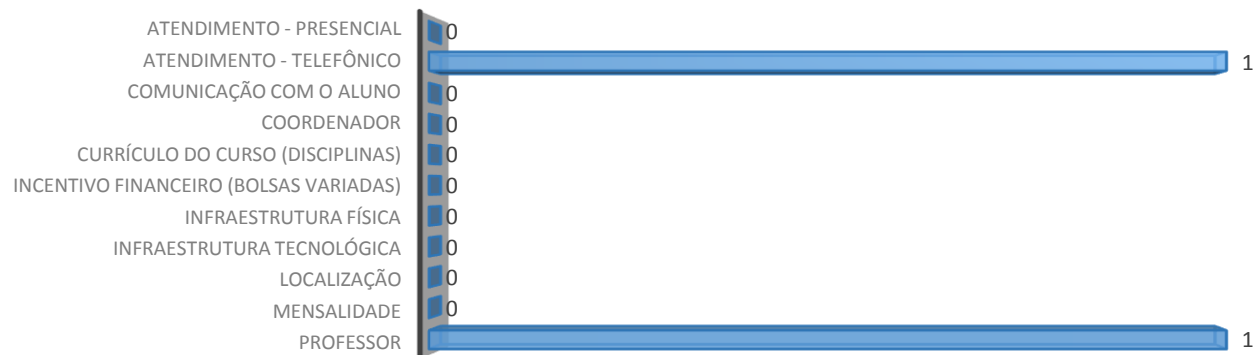 ATENDIMENTO - PRESENCIAL 0
ATENDIMENTO - TELEFÔNICO 1
COMUNICAÇÃO COM O ALUNO 0
COORDENADOR 0
CURRÍCULO DO CURSO (DISCIPLINAS) 0
INCENTIVO FINANCEIRO (BOLSAS VARIADAS) 0
INFRAESTRUTURA FÍSICA 0
INFRAESTRUTURA TECNOLÓGICA 0
LOCALIZAÇÃO 0
MENSALIDADE 0
PROFESSOR 1